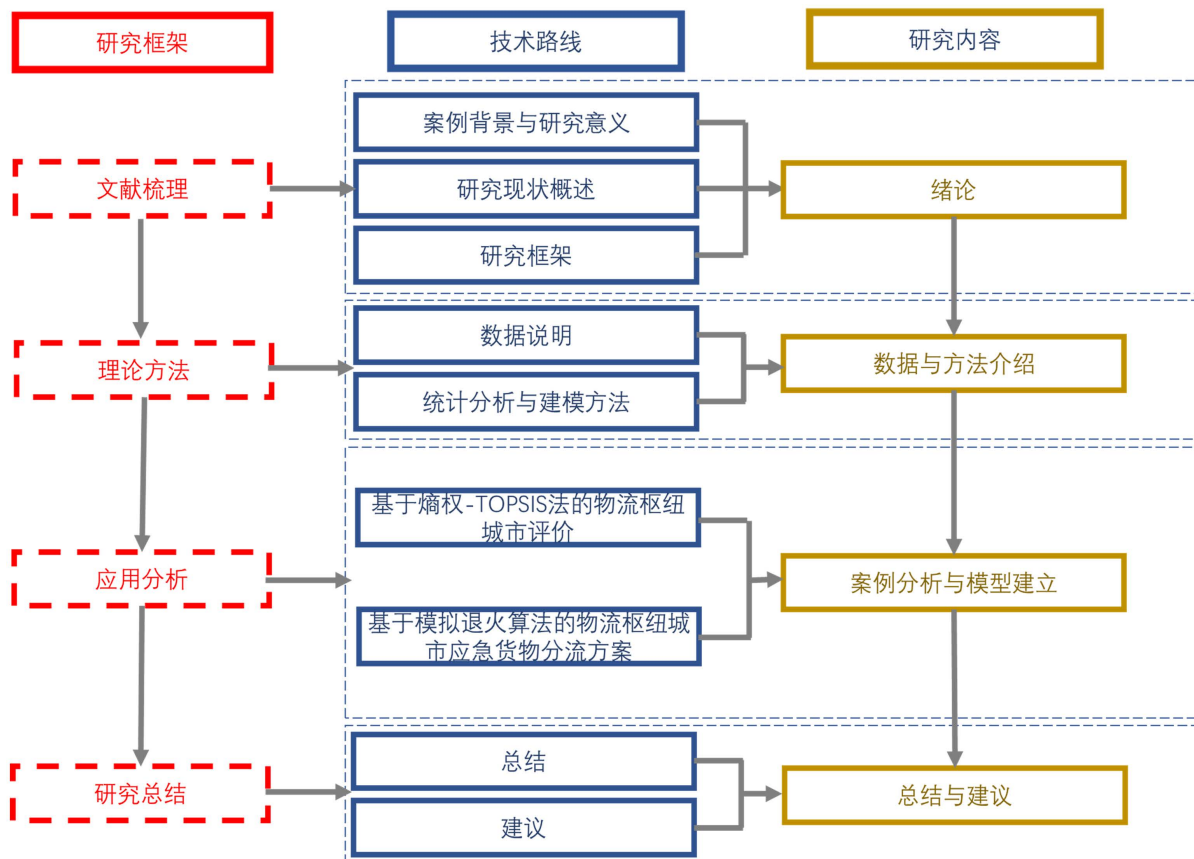 研究框架
技术路线
研究内容
案例背景与研究意义
文献梳理
研究现状概述
绪论
研究框架
数据说明
理论方法
数据与方法介绍
统计分析与建模方法
基于熵权-TOPSIS法的物流枢纽
城市评价
应用分析
案例分析与模型建立
基于模拟退火算法的物流枢纽城
市应急货物分流方案
总结
研究总结
总结与建议
建议